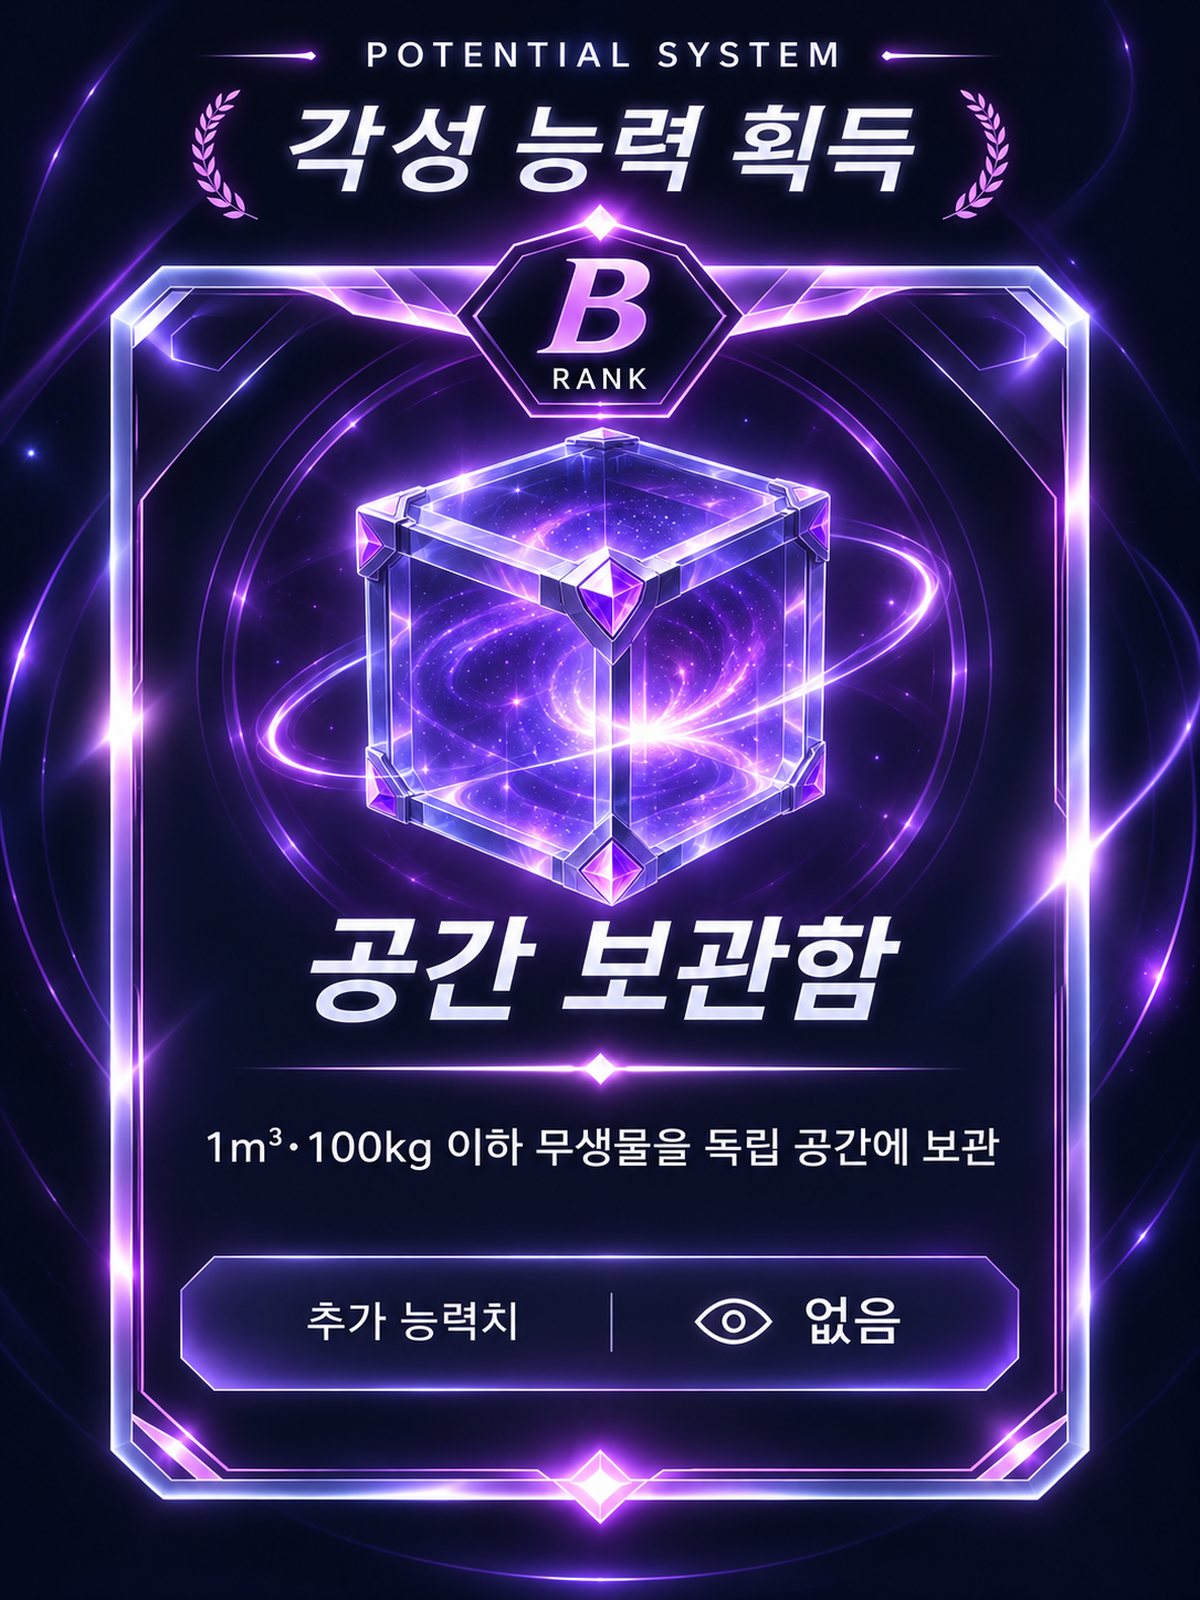 POTENTIAL SYSTEM
각성 능력 획득
B
RANK
공간 보관함
1m³·100kg 이하 무생물을 독립 공간에 보관
추가 능력치 없음